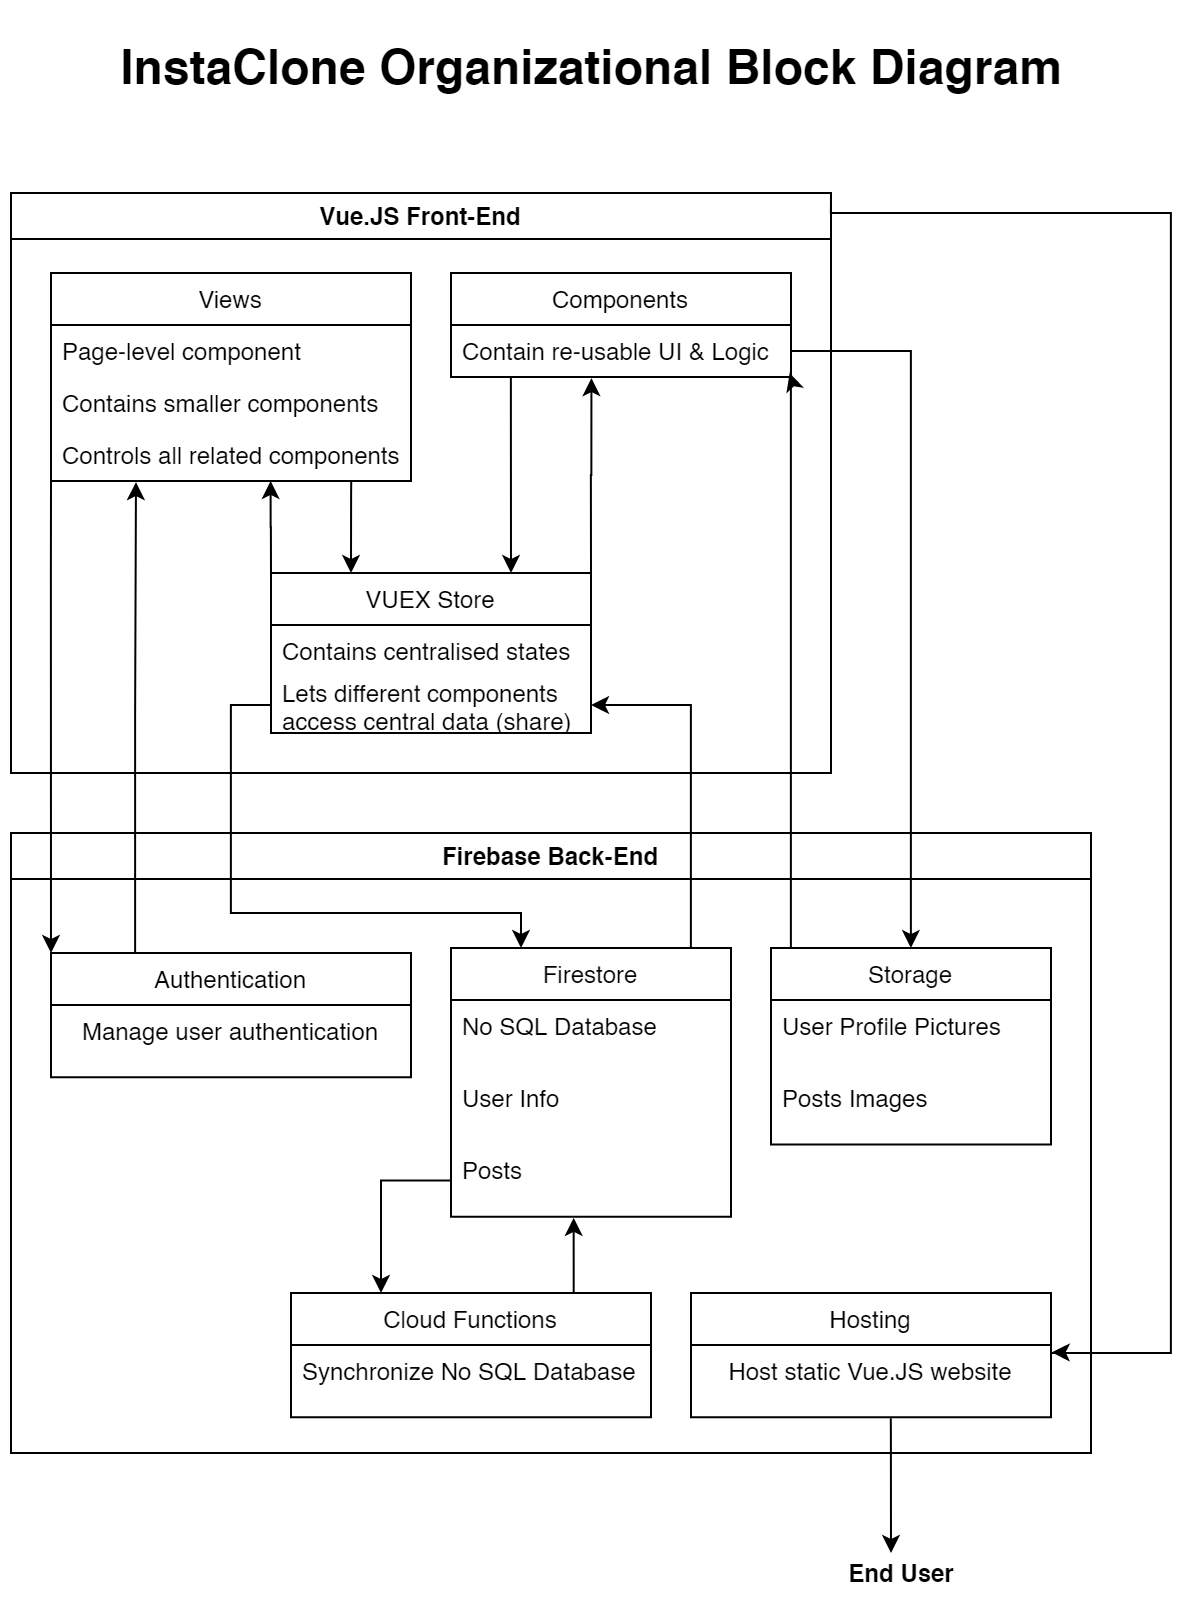 InstaClone Organizational Block Diagram
Vue.JS Front-End
Views
Page-level component
Contains smaller components
Controls all related components
Components
Contain re-usable UI & Logic
VUEX Store
Contains centralised states
Lets different components
access central data (share)
Firebase Back-End
Authentication
Manage user authentication
Firestore
No SQL Database
User Info
Posts
Storage
User Profile Pictures
Posts Images
Cloud Functions
Synchronize No SQL Database
Hosting
Host static Vue.JS website
End User